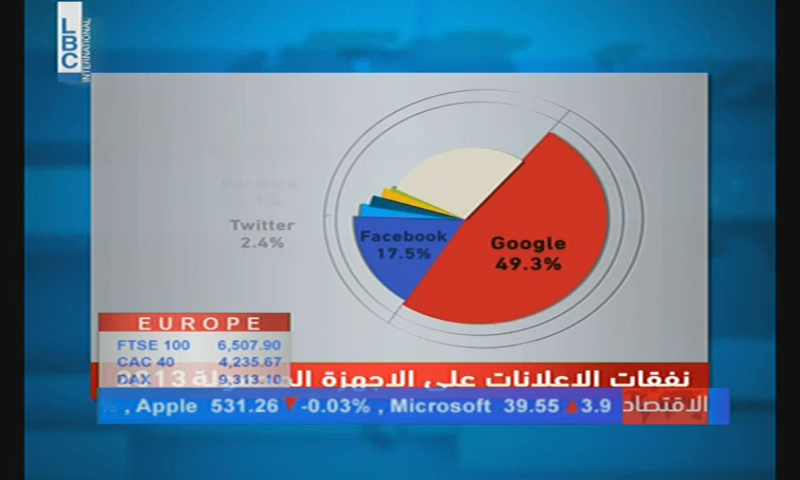 LBC
INTERNATIONAL
Twitter
2.4%
Facebook
17.5%
Google
49.3%
EUROPE
FTSE 100 6,507.90
CAC 40 4,235.67
DAX 9,313.10
نفقات الاعلانات على الاجهزة 2013
%, Apple 531.26 ▼ -0.03% , Microsoft 39.55 ▲ 3.9
الاقتصاد